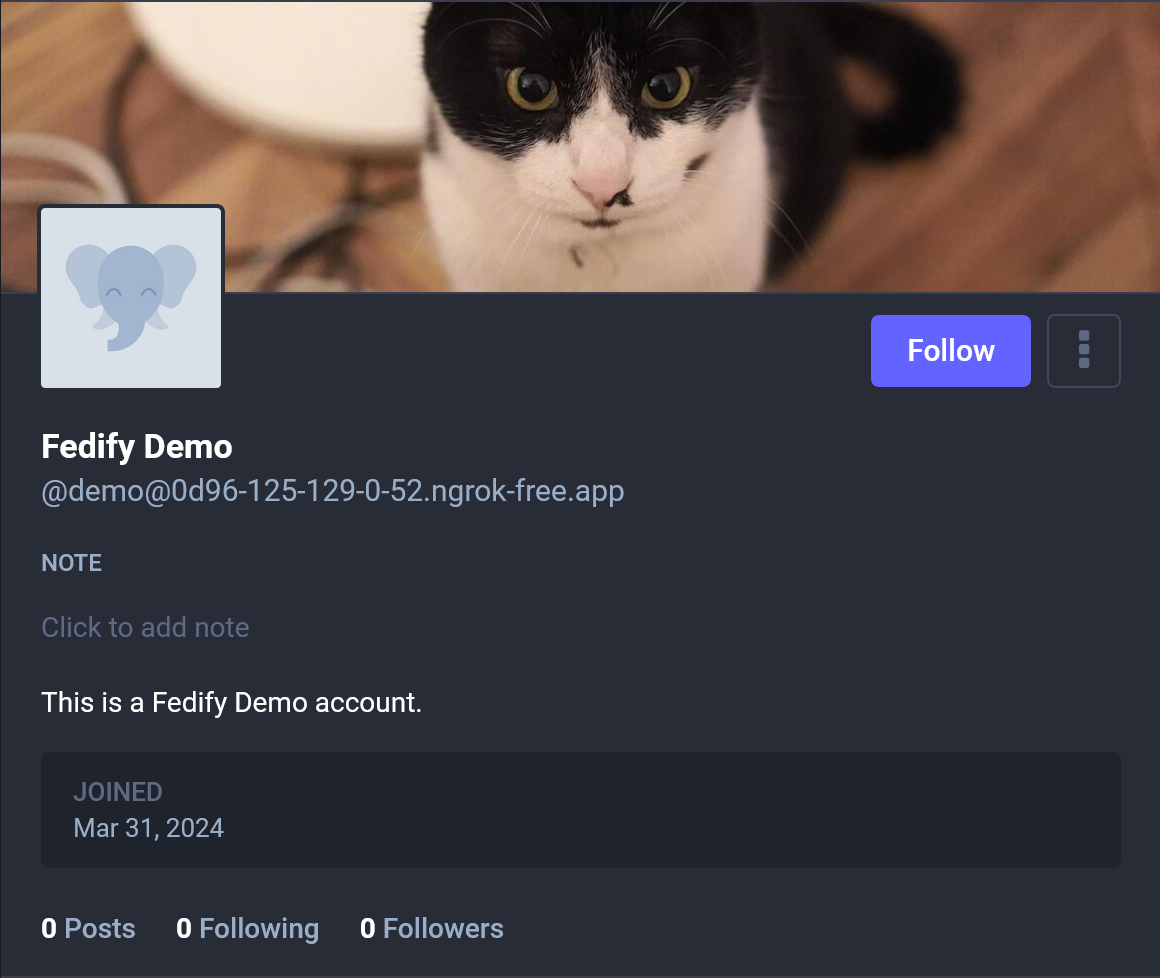 Follow
Fedify Demo
@demo@0d96-125-129-0-52.ngrok-free.app
NOTE
Click to add note
This is a Fedify Demo account.
JOINED
Mar 31, 2024
0 Posts 0 Following 0 Followers